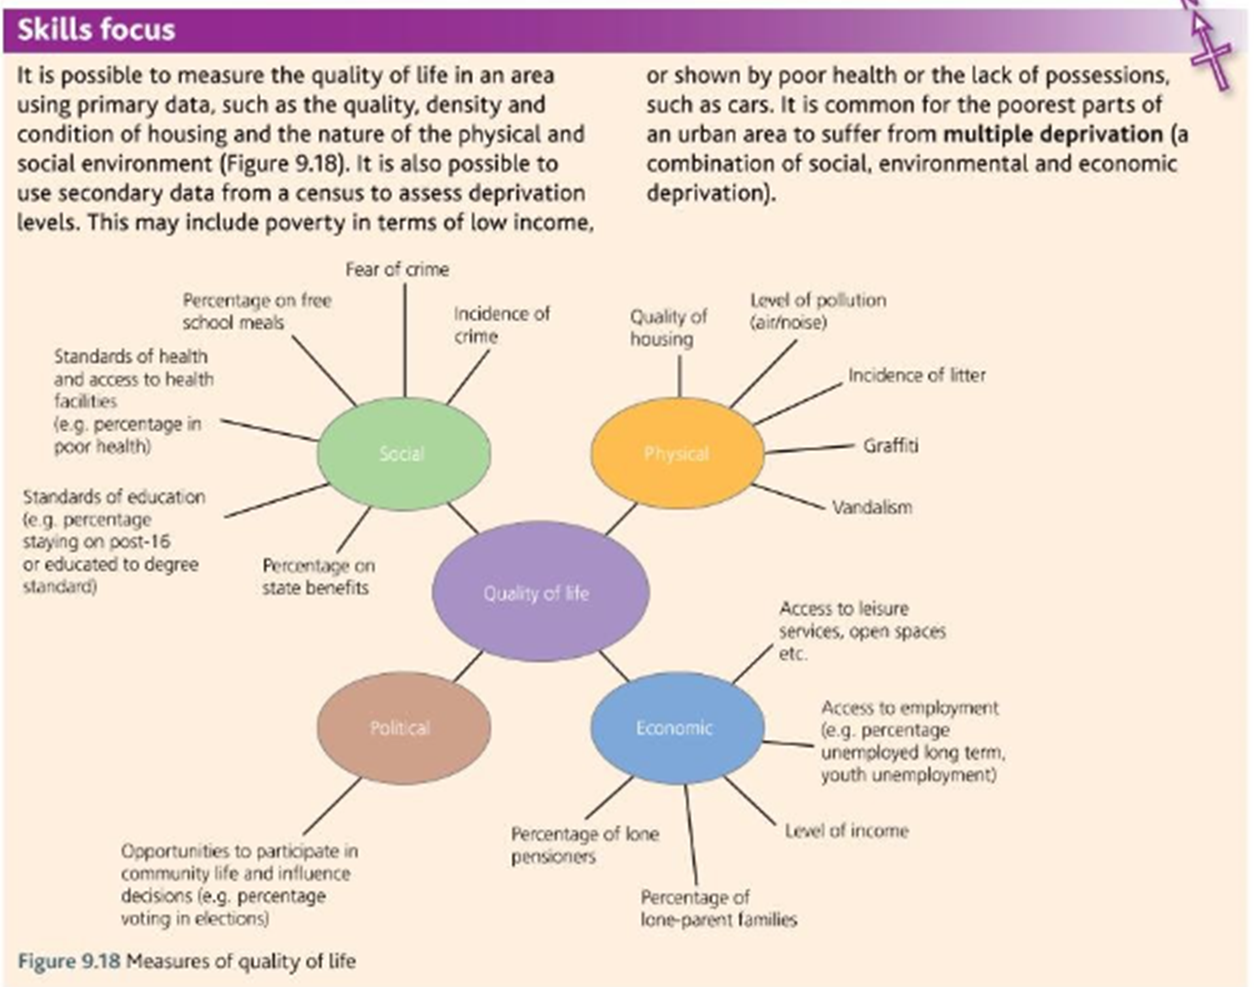 Skills focus
It is possible to measure the quality of life in an area
using primary data, such as the quality, density and
condition of housing and the nature of the physical and
social environment (Figure 9.18). It is also possible to
use secondary data from a census to assess deprivation
levels. This may include poverty in terms of low income,
or shown by poor health or the lack of possessions,
such as cars. It is common for the poorest parts of
an urban area to suffer from multiple deprivation (a
combination of social, environmental and economic
deprivation).
Fear of crime
Percentage on free
school meals
Incidence of
crime
Standards of health
and access to health
facilities
(e.g. percentage in
poor health)
Social
Standards of education
(e.g. percentage
staying on post-16
or educated to degree
standard)
Percentage on
state benefits
Quality of
housing
Level of pollution
(air/noise)
Incidence of litter
Graffiti
Physical
Vandalism
Quality of life
Access to leisure
services, open spaces
etc.
Political
Economic
Access to employment
(e.g. percentage
unemployed long term,
youth unemployment)
Level of income
Percentage of lone
pensioners
Percentage of
lone-parent families
Opportunities to participate in
community life and influence
decisions (e.g. percentage
voting in elections)
Figure 9.18 Measures of quality of life